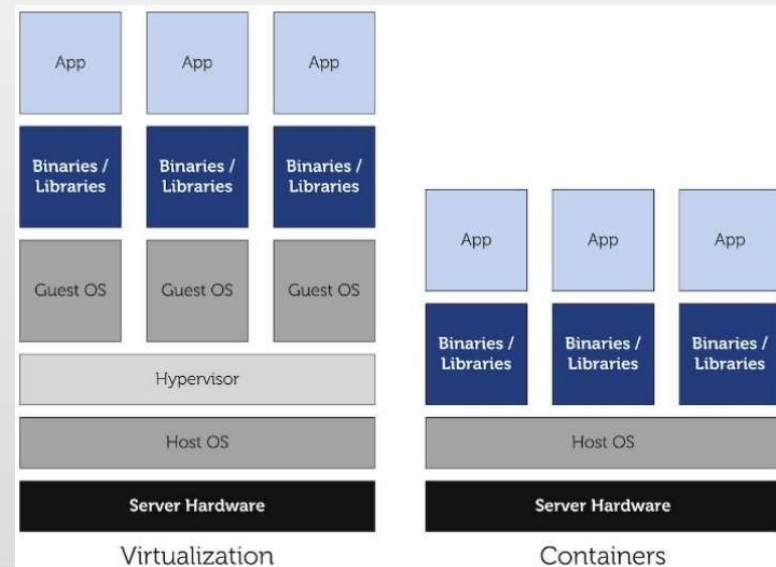 App
App
App
Binaries /
Libraries
Binaries /
Libraries
Binaries /
Libraries
Guest OS
Guest OS
Guest OS
Hypervisor
Host OS
Server Hardware
Virtualization
App
App
App
Binaries /
Libraries
Binaries /
Libraries
Binaries /
Libraries
Host OS
Server Hardware
Containers